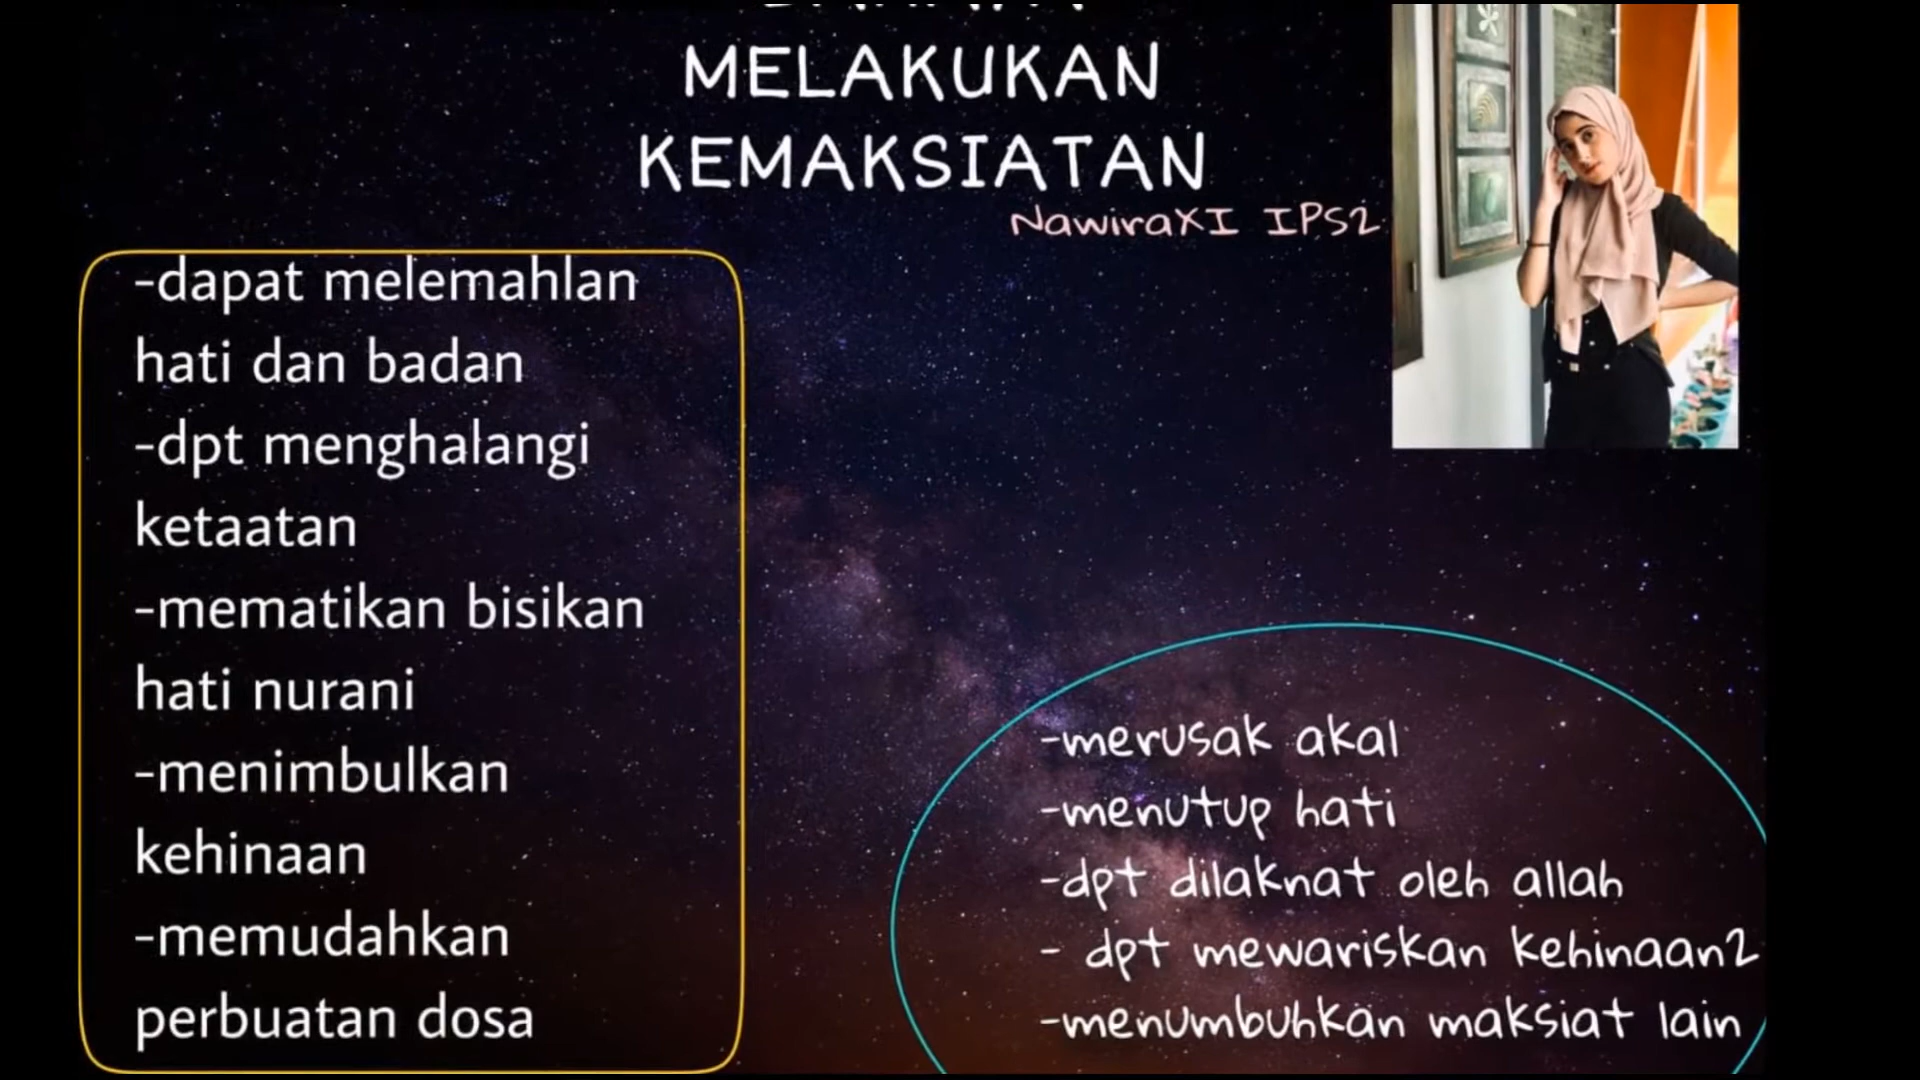 MELAKUKAN
KEMAKSIATAN
NawiraXI IPS2
-dapat melemahlan
hati dan badan
-dpt menghalangi
ketaatan
-mematikan bisikan
hati nurani
-menimbulkan
kehinaan
-memudahkan
perbuatan dosa
-merusak akal
-menutup hati
-dpt dilaknat oleh allah
- dpt mewariskan kehinaan2
-menumbuhkan maksiat lain